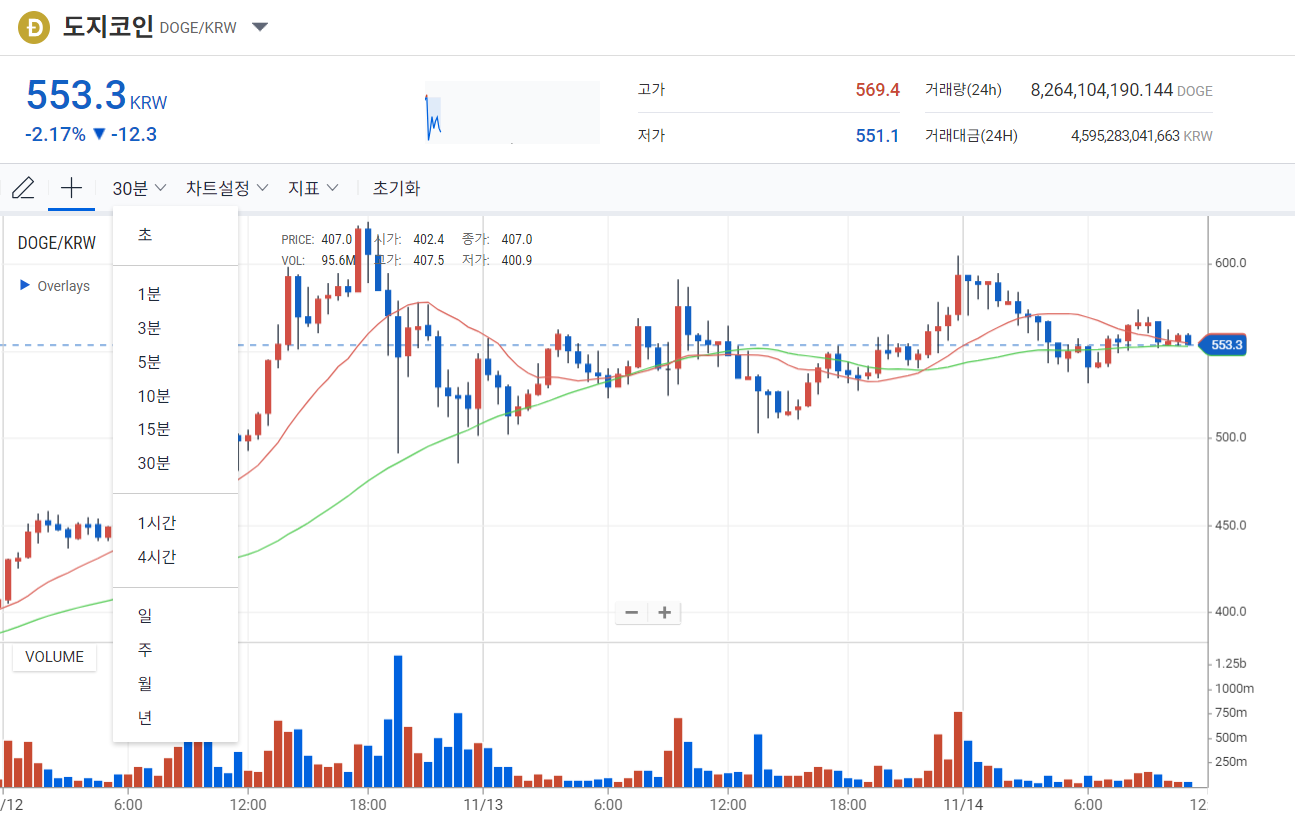 도지코인 DOGE/KRW
553.3 KRW
-2.17% ▼ -12.3
고가 569.4
저가 551.1
거래량(24h) 8,264,104,190.144 DOGE
거래대금(24H) 4,595,283,041,663 KRW
30분 차트설정 지표 초기화
DOGE/KRW
Overlays
PRICE: 407.0 시가: 402.4 종가: 407.0
VOL: 95.6M 고가: 407.5 저가: 400.9
초
1분
3분
5분
10분
15분
30분
1시간
4시간
일
주
월
년
600.0
553.3
500.0
450.0
400.0
VOLUME
1.25b
1000m
750m
500m
250m
/12 6:00 12:00 18:00 11/13 6:00 12:00 18:00 11/14 6:00 12: